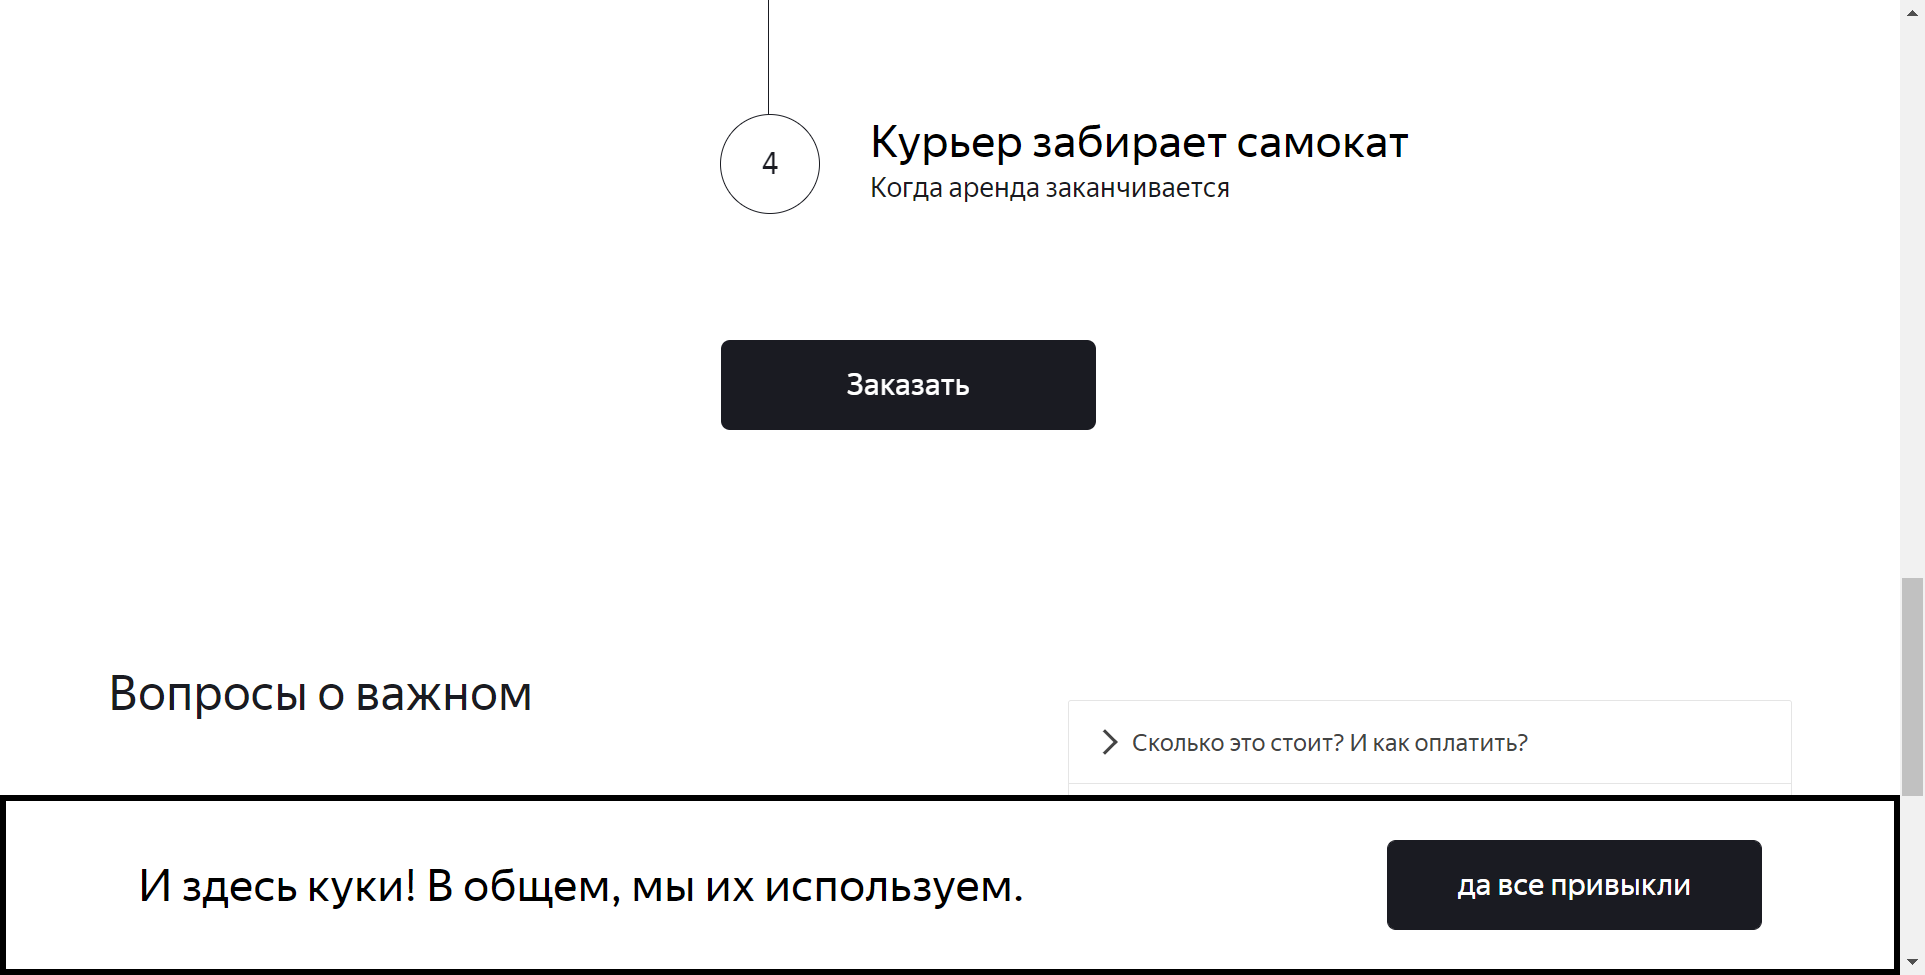 4
Курьер забирает самокат
Когда аренда заканчивается
Заказать
Вопросы о важном
Сколько это стоит? И как оплатить?
И здесь куки! В общем, мы их используем.
да все привыкли